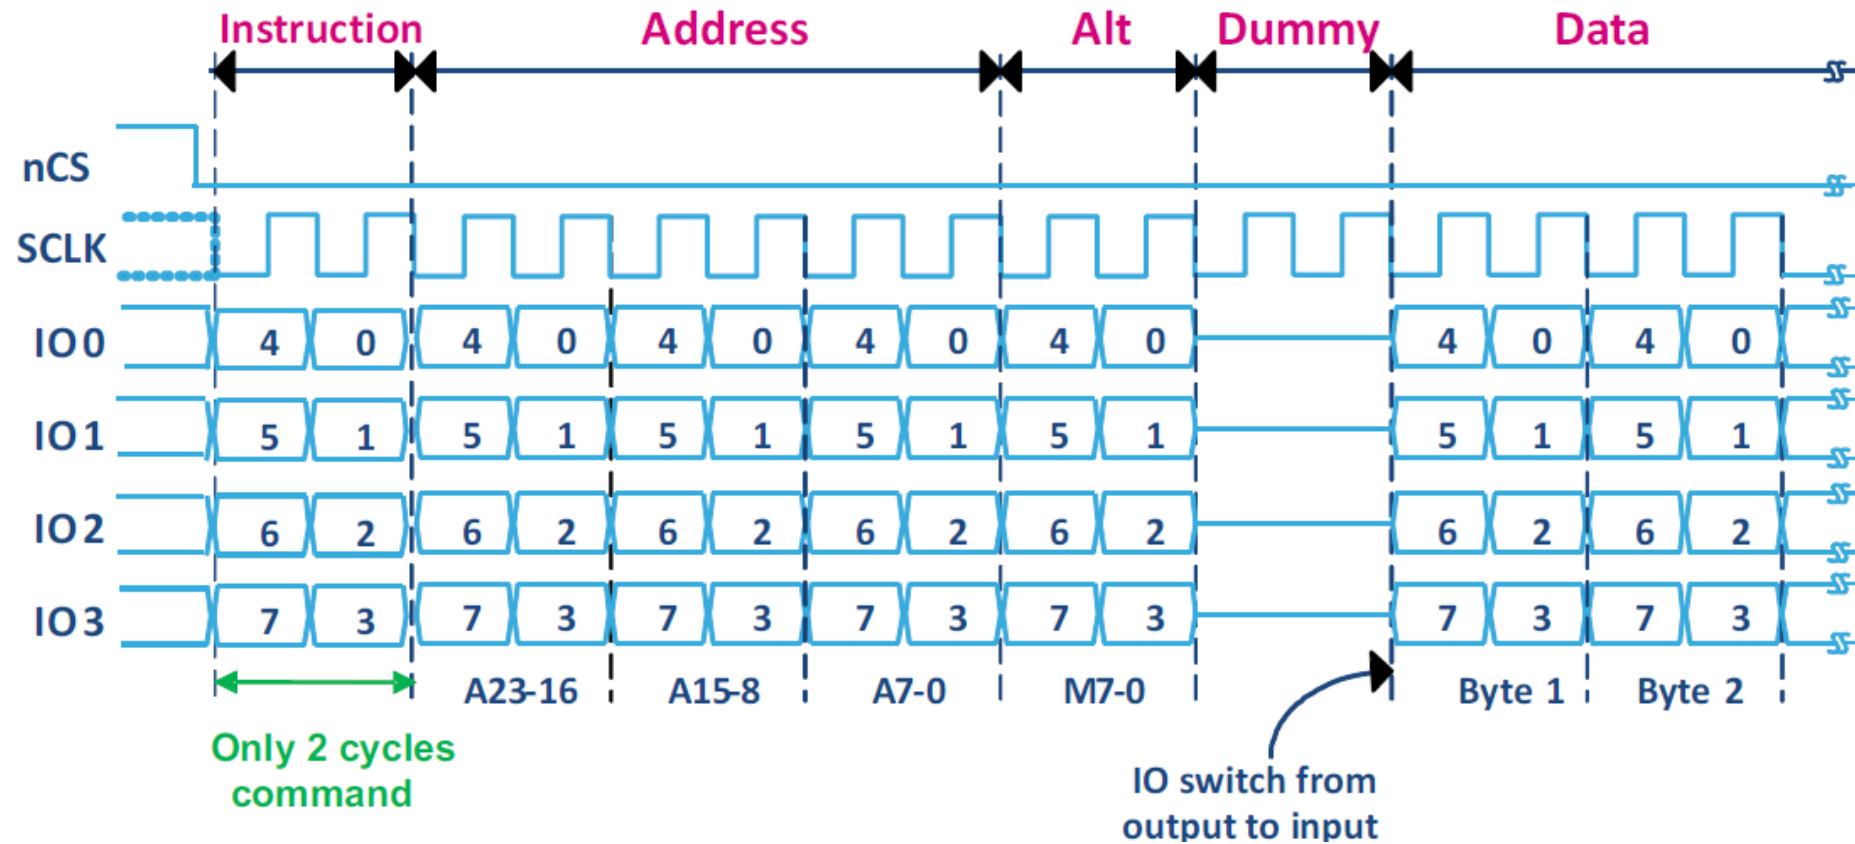 Instruction Address Alt Dummy Data
nCS
SCLK
IO0 4 0 4 0 4 0 4 0 4 0 4 0 4 0
IO1 5 1 5 1 5 1 5 1 5 1 5 1 5 1
IO2 6 2 6 2 6 2 6 2 6 2 6 2 6 2
IO3 7 3 7 3 7 3 7 3 7 3 7 3 7 3
A23-16 A15-8 A7-0 M7-0 Byte 1 Byte 2
Only 2 cycles
command
IO switch from
output to input